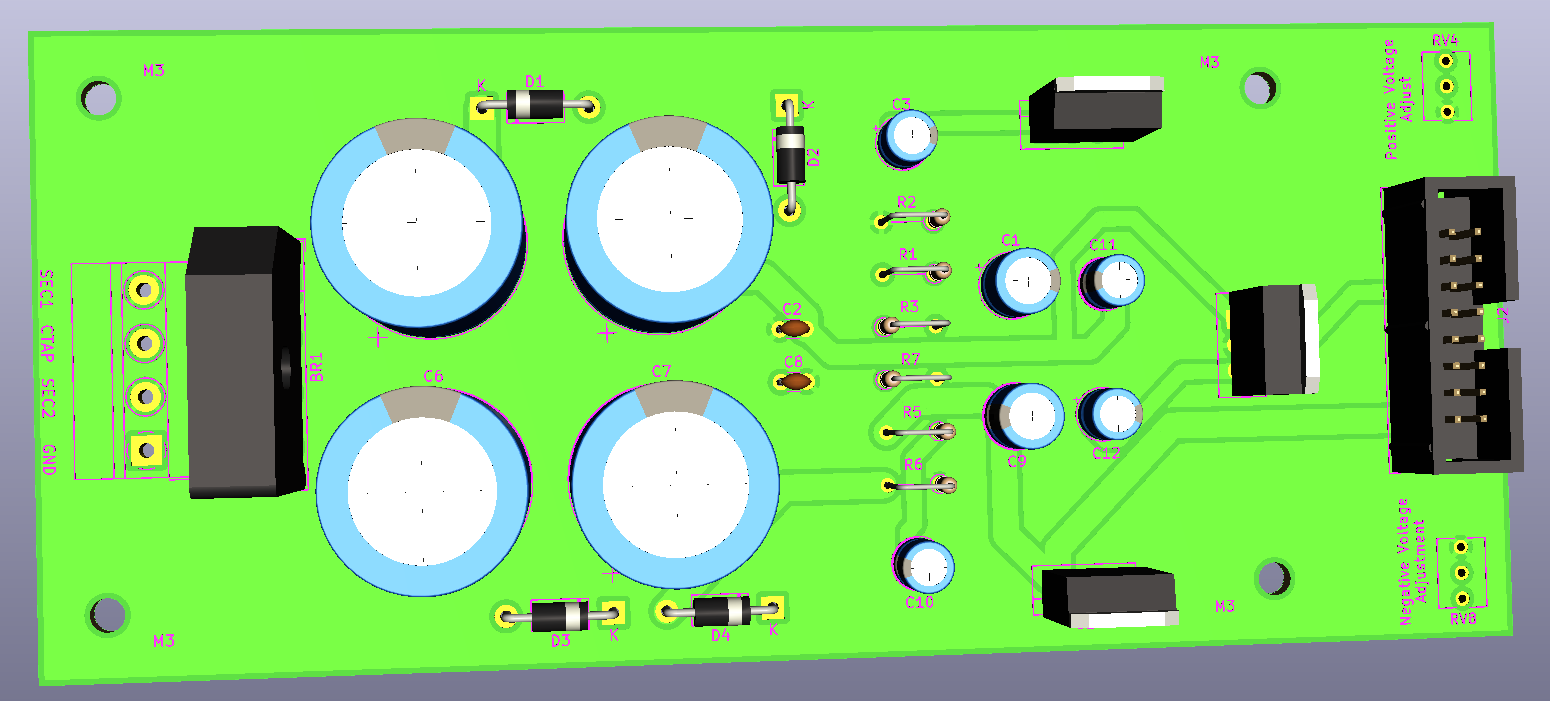 M3
K
D1
K
D2
C3
M3
Positive Voltage
Adjust
RV4
R2
R1
C1
C11
SEC1 CTAP SEC2 GND
BR1
C2
R3
J2
C6
C7
C8
R7
R5
C9
C12
R6
C10
Negative Voltage
Adjustment
M3
D3
K
D4
K
M3
RV8